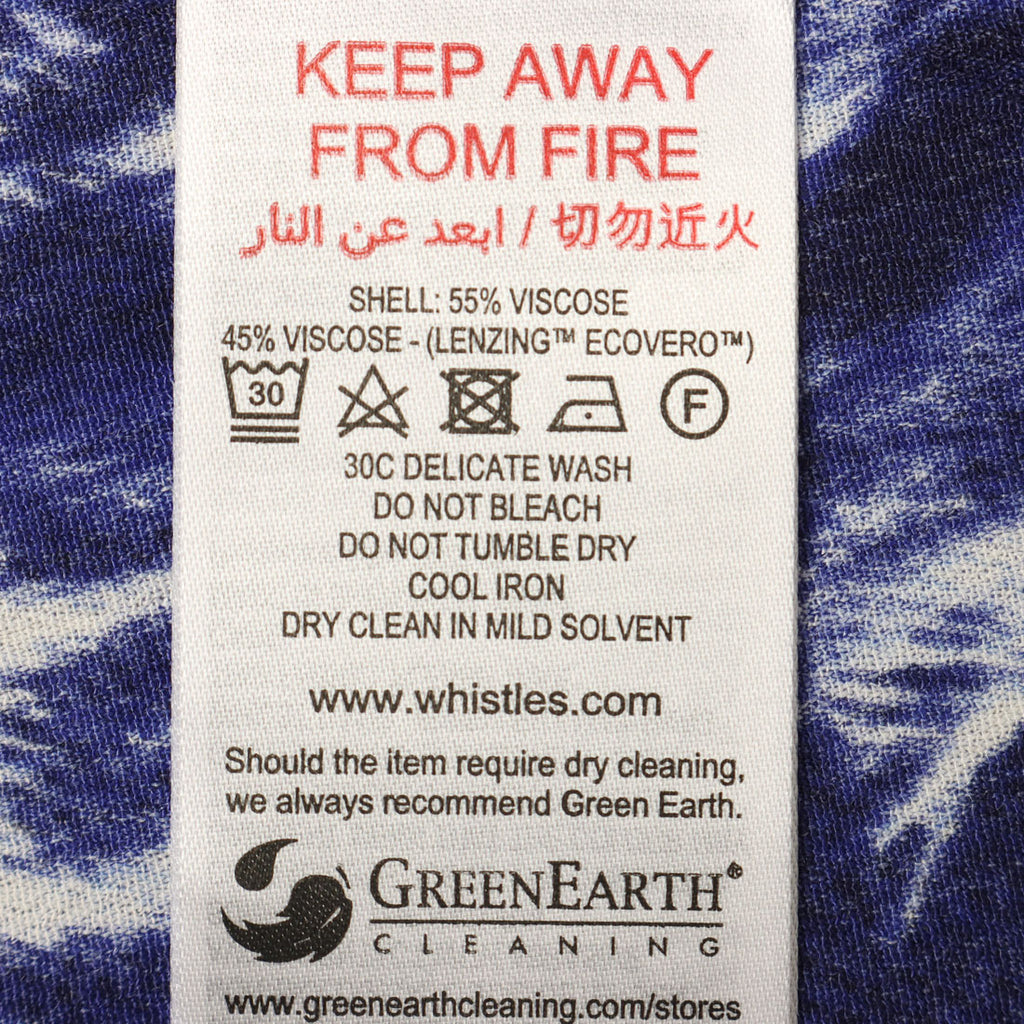 KEEP AWAY
FROM FIRE
ابعد عن النار / 切勿近火
SHELL: 55% VISCOSE
45% VISCOSE - (LENZING™ ECOVERO™)
30 F
30C DELICATE WASH
DO NOT BLEACH
DO NOT TUMBLE DRY
COOL IRON
DRY CLEAN IN MILD SOLVENT
www.whistles.com
Should the item require dry cleaning,
we always recommend Green Earth.
GREENEARTH®
CLEANING
www.greenearthcleaning.com/stores